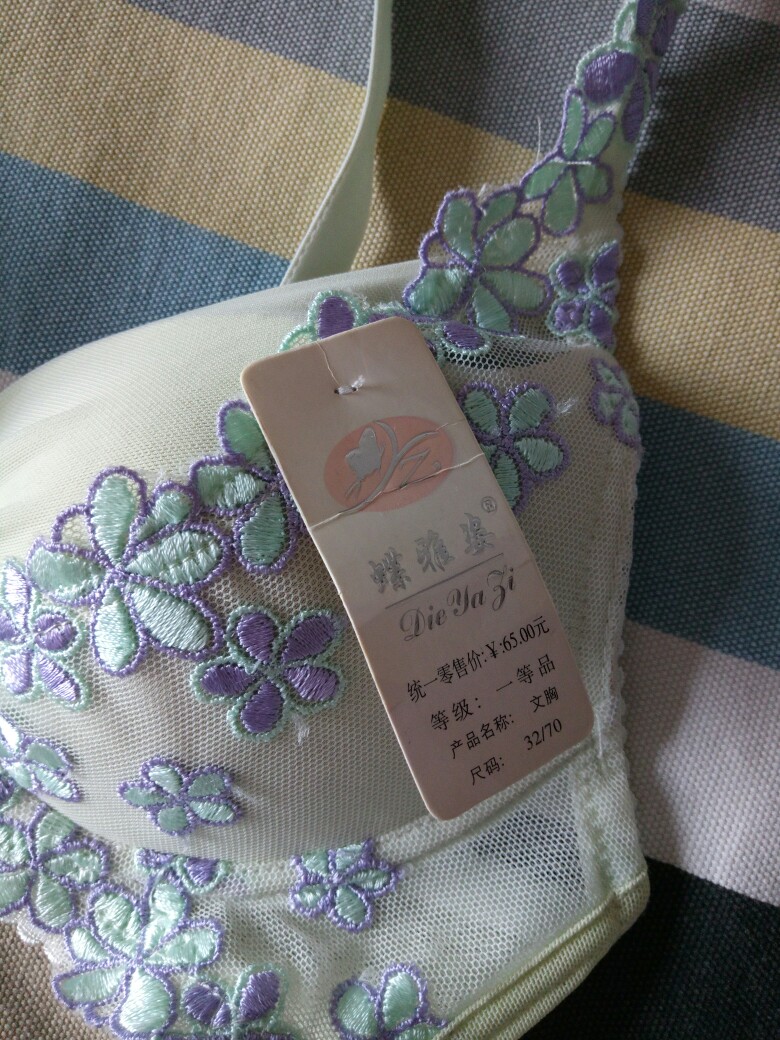 蝶雅姿®
Die Ya Zi
统一零售价:¥:65.00元
等级: 一等品
产品名称: 文胸
尺码: 32/70